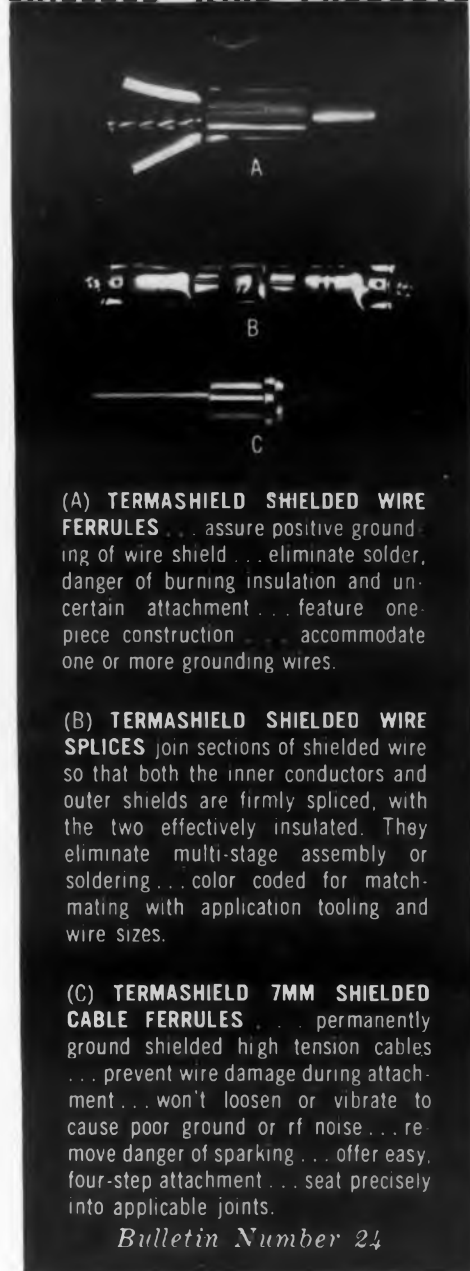 A
B
C
(A) TERMASHIELD SHIELDED WIRE
FERRULES . . . assure positive ground-
ing of wire shield . . . eliminate solder,
danger of burning insulation and un-
certain attachment . . . feature one-
piece construction . . . accommodate
one or more grounding wires.
(B) TERMASHIELD SHIELDED WIRE
SPLICES join sections of shielded wire
so that both the inner conductors and
outer shields are firmly spliced, with
the two effectively insulated. They
eliminate multi-stage assembly or
soldering . . . color coded for match-
mating with application tooling and
wire sizes.
(C) TERMASHIELD 7MM SHIELDED
CABLE FERRULES . . . permanently
ground shielded high tension cables
. . . prevent wire damage during attach-
ment . . . won't loosen or vibrate to
cause poor ground or rf noise . . . re-
move danger of sparking . . . offer easy,
four-step attachment . . . seat precisely
into applicable joints.
Bulletin Number 24